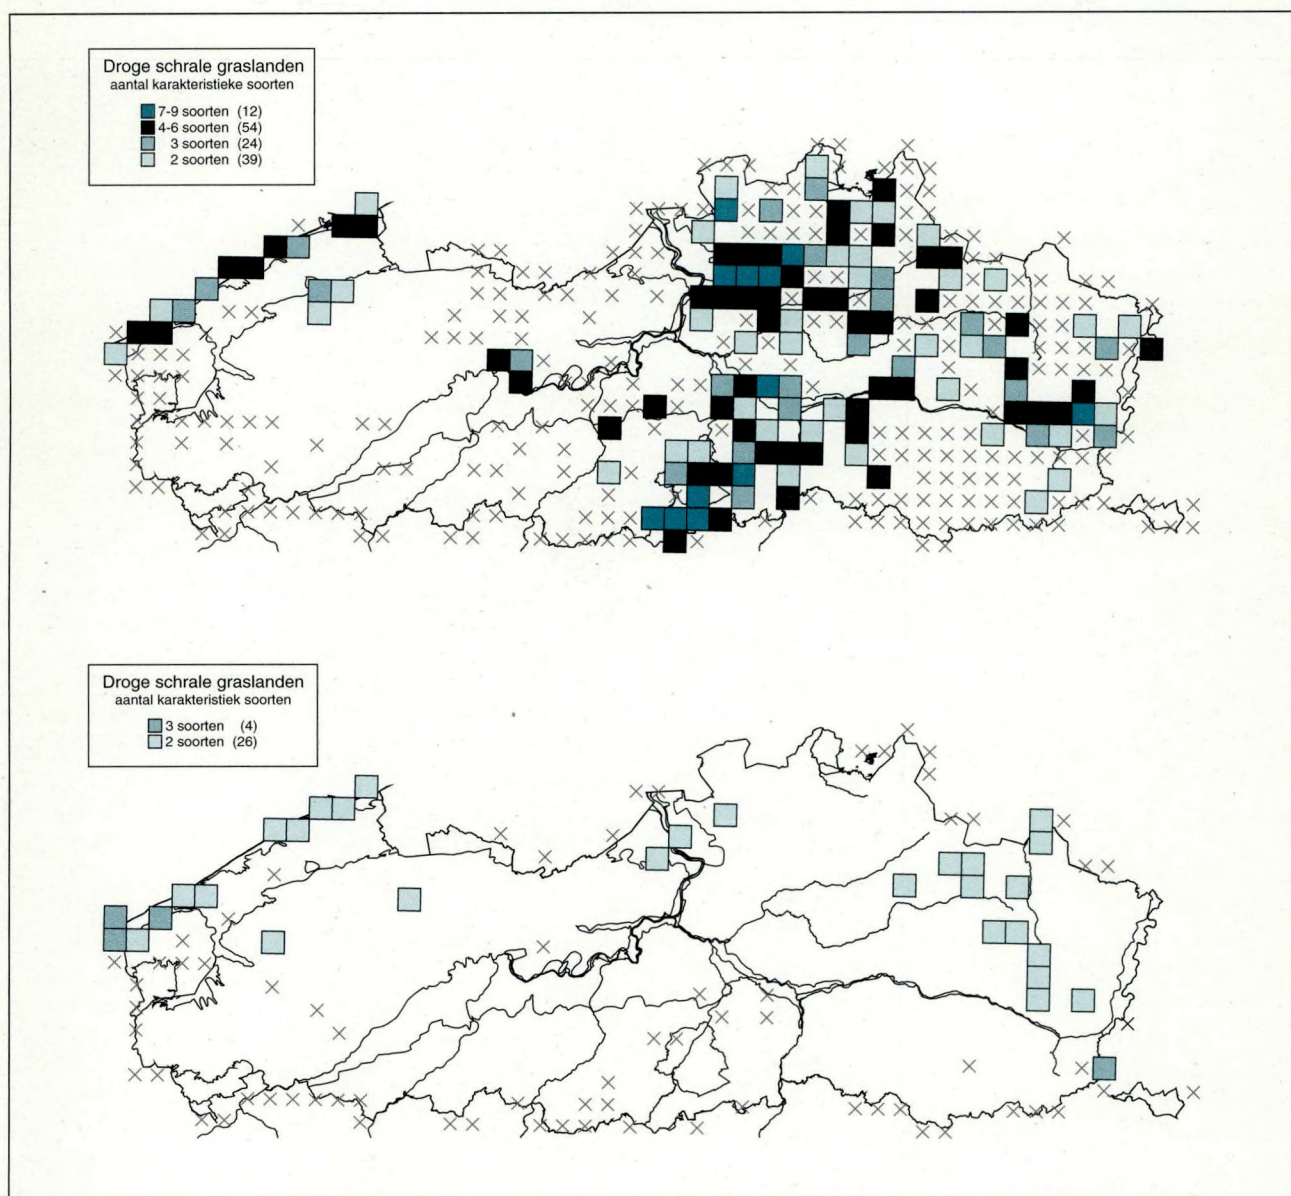 Droge schrale graslanden
aantal karakteristieke soorten
7-9 soorten (12)
4-6 soorten (54)
3 soorten (24)
2 soorten (39)
Droge schrale graslanden
aantal karakteristiek soorten
3 soorten (4)
2 soorten (26)